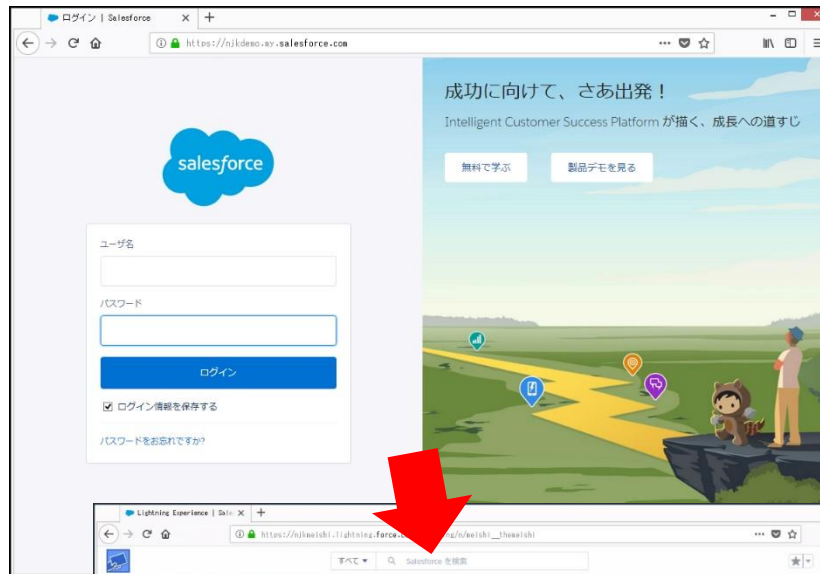 ログイン | Salesforce
https://njkdemo.my.salesforce.com
成功に向けて、さあ出発！
Intelligent Customer Success Platform が描く、成長への道すじ
無料で学ぶ
製品デモを見る
salesforce
ユーザ名
パスワード
ログイン
ログイン情報を保存する
パスワードをお忘れですか?
Lightning Experience | Sale
https://njkmeishi.lightning.force.c
ng/n/meishi__themeishi
すべて
Salesforce を検索